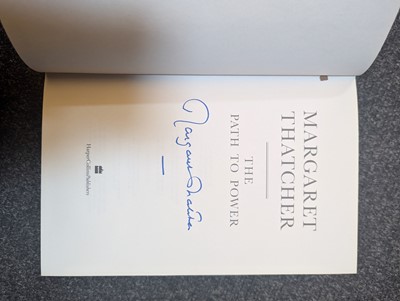 MARGARET
THATCHER
THE
PATH TO POWER
Margaret Thatcher
HarperCollinsPublishers